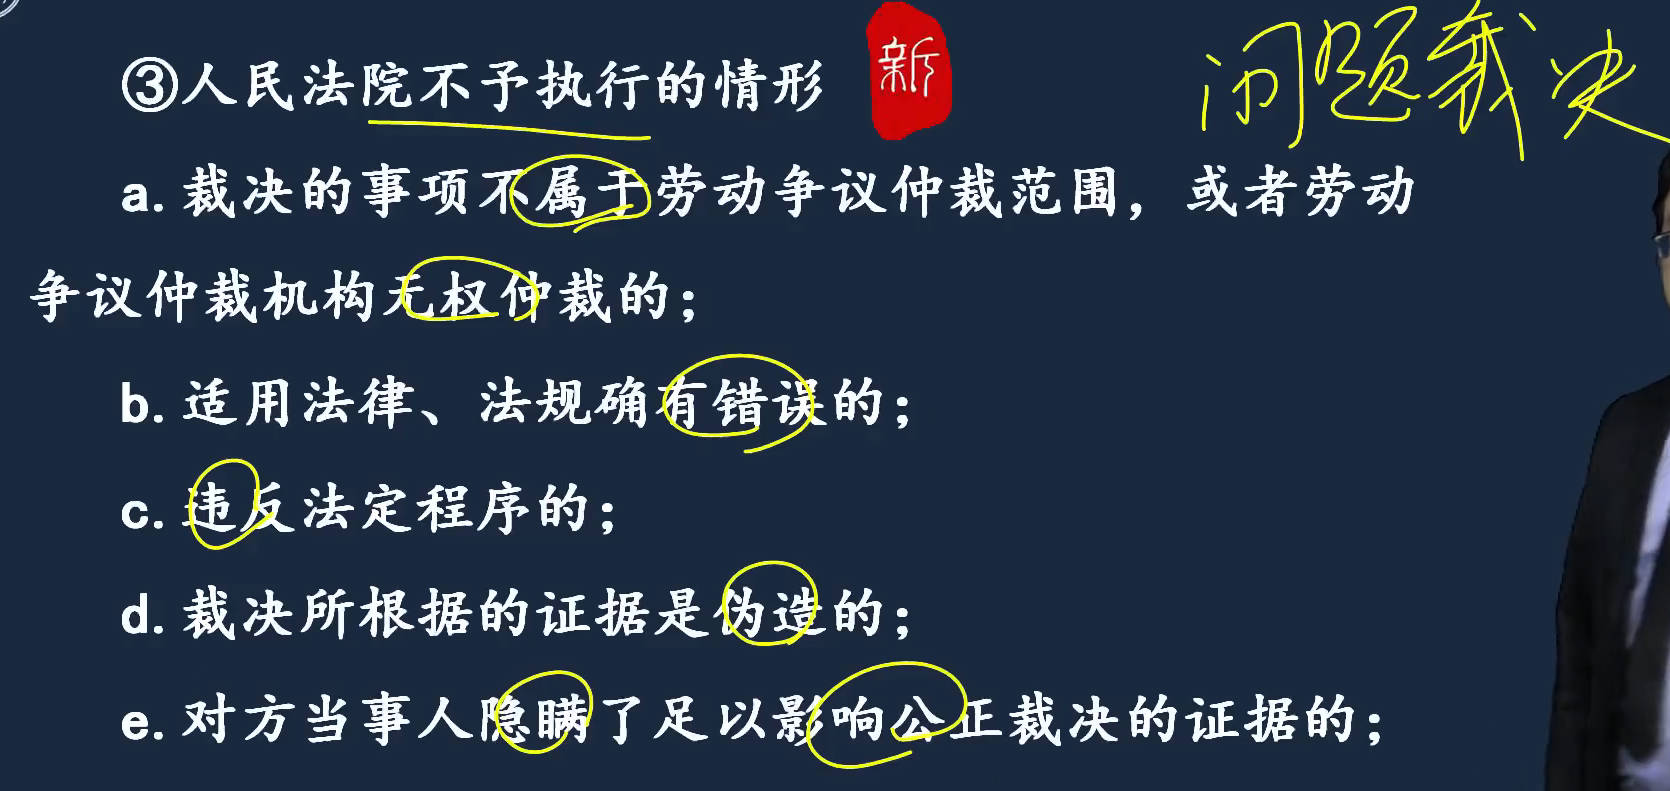 ③人民法院不予执行的情形
新
问题裁决
a. 裁决的事项不属于劳动争议仲裁范围，或者劳动
争议仲裁机构无权仲裁的；
b. 适用法律、法规确有错误的；
c. 违反法定程序的；
d. 裁决所根据的证据是伪造的；
e. 对方当事人隐瞒了足以影响公正裁决的证据的；